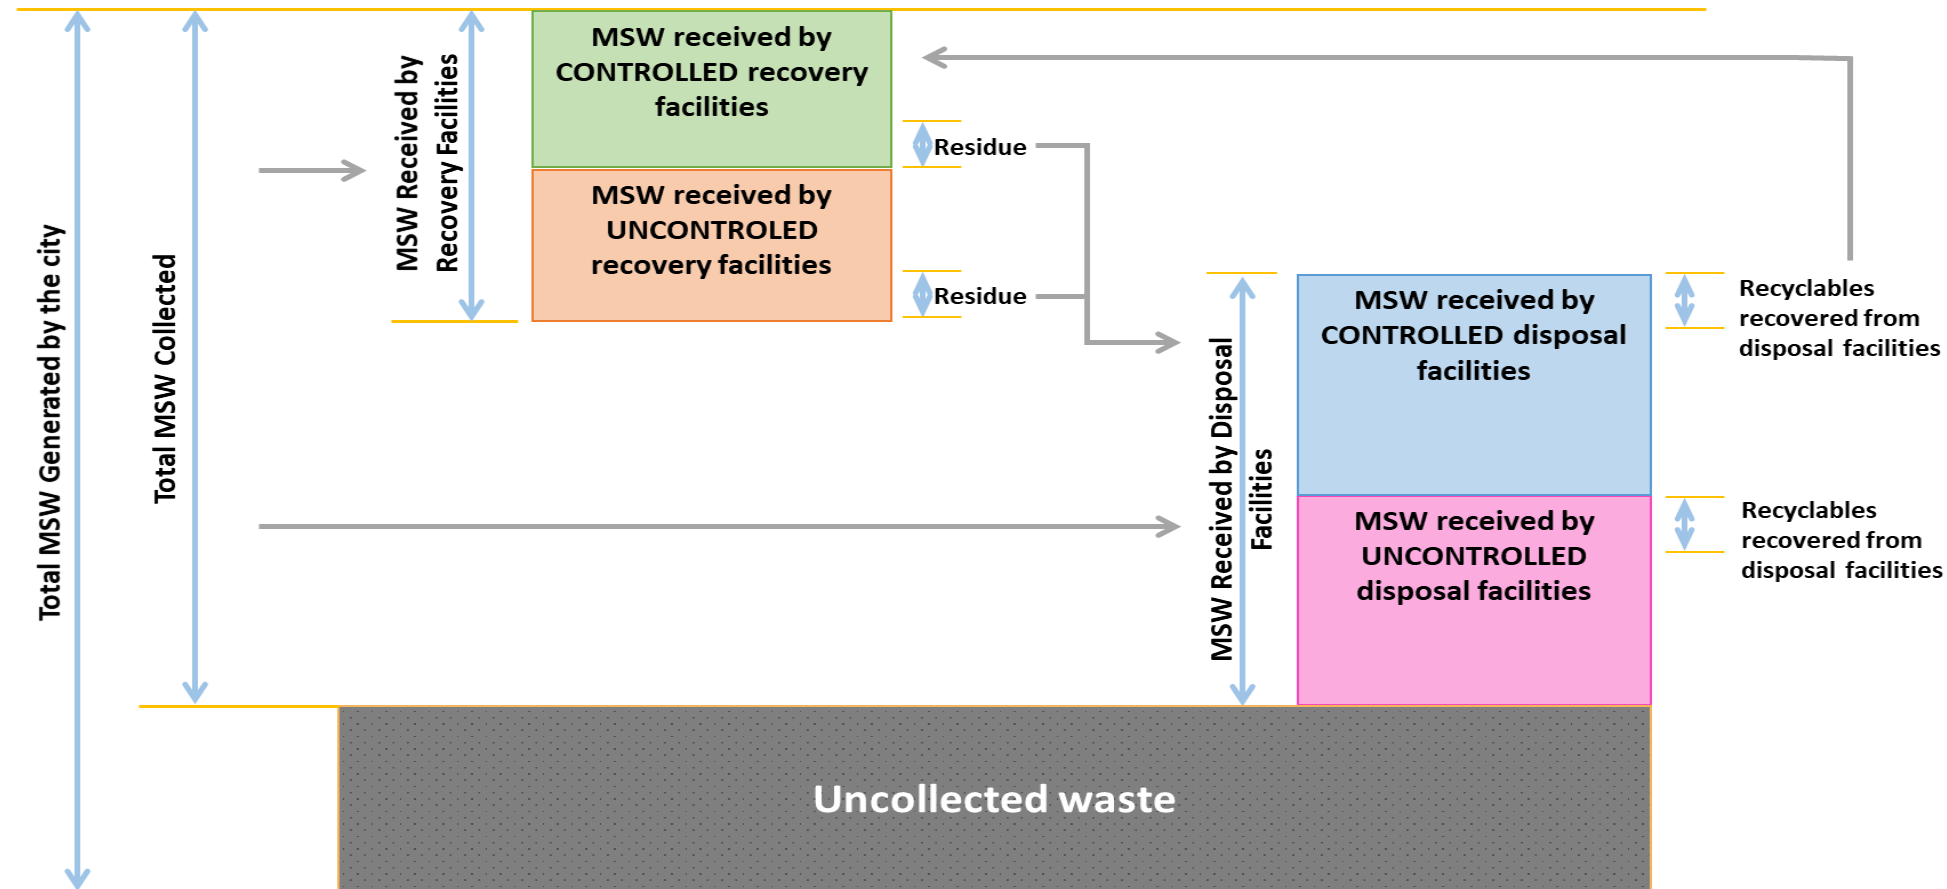 Total MSW Generated by the city
Total MSW Collected
MSW Received by
Recovery Facilities
MSW received by
CONTROLLED recovery
facilities
Residue
MSW received by
UNCONTROLED
recovery facilities
Residue
MSW Received by Disposal
Facilities
MSW received by
CONTROLLED disposal
facilities
Recyclables
recovered from
disposal facilities
MSW received by
UNCONTROLLED
disposal facilities
Recyclables
recovered from
disposal facilities
Uncollected waste